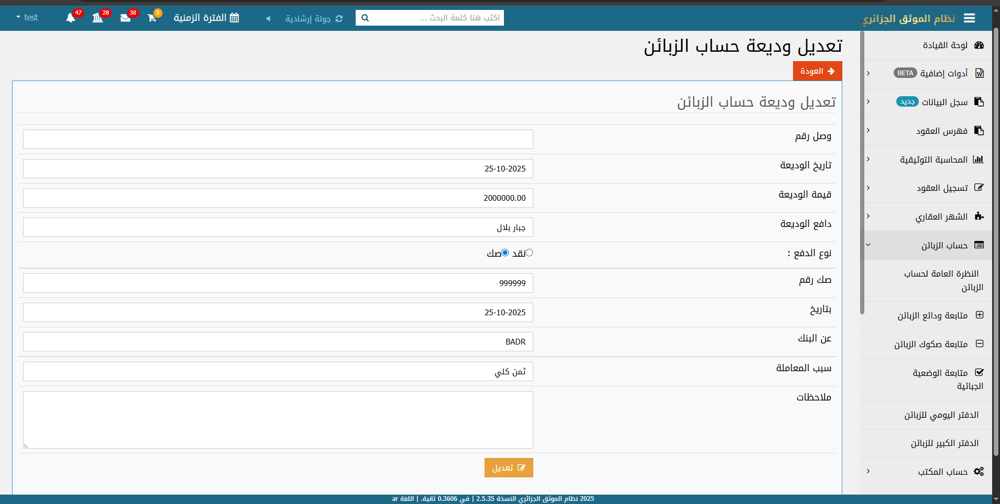 نظام الموثق الجزائري
اكتب هنا كلمة البحث ...
جولة إرشادية
الفترة الزمنية
5
30
28
47
test
لوحة القيادة
أدوات إضافية BETA
سجل البيانات جديد
فهرس العقود
المحاسبة التوثيقية
تسجيل العقود
الشهر العقاري
حساب الزبائن
النظرة العامة لحساب
الزبائن
متابعة ودائع الزبائن
متابعة صكوك الزبائن
متابعة الوضعية
الجبائية
الدفتر اليومي للزبائن
الدفتر الكبير للزبائن
حساب المكتب
تعديل وديعة حساب الزبائن
العودة
تعديل وديعة حساب الزبائن
وصل رقم
تاريخ الوديعة 25-10-2025
قيمة الوديعة 2000000.00
دافع الوديعة جبار بلال
نوع الدفع : نقد صك
صك رقم 999999
بتاريخ 25-10-2025
عن البنك BADR
سبب المعاملة ثمن كلي
ملاحظات
تعديل
2025 نظام الموثق الجزائري النسخة 2.5.35 | في 0.3606 ثانية. | اللغة ar